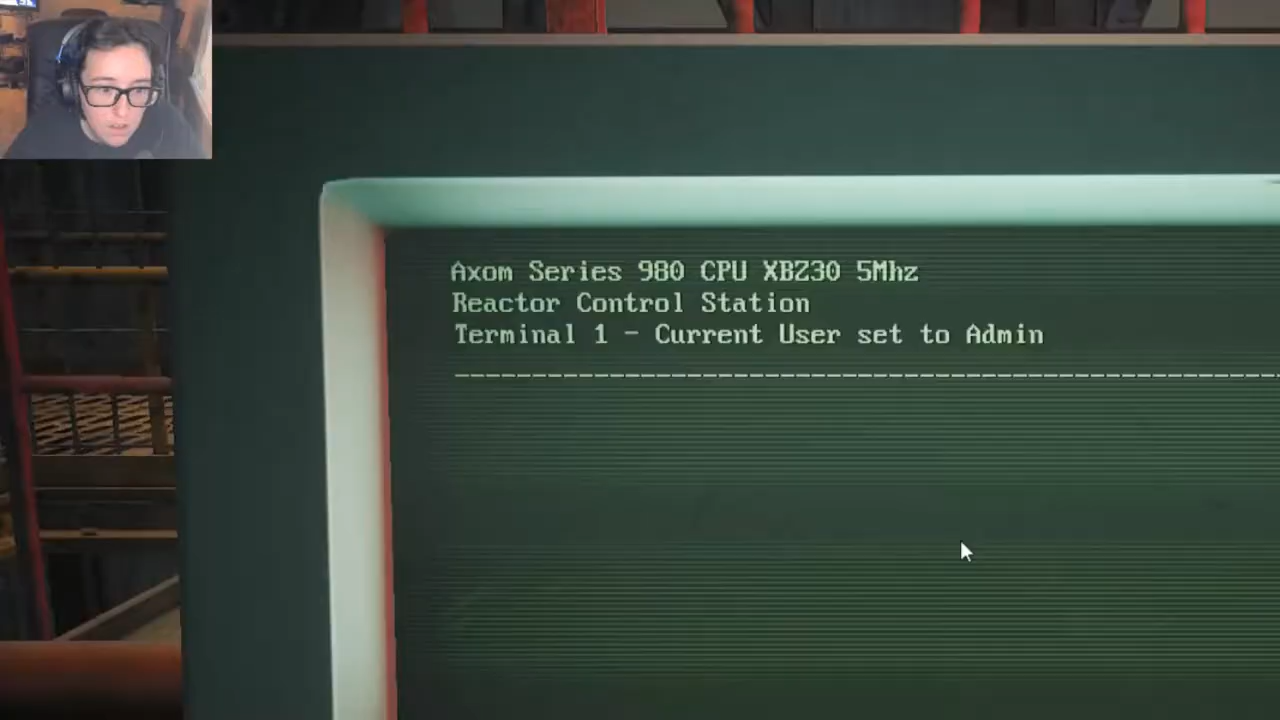 Axom Series 980 CPU XBZ30 5Mhz
Reactor Control Station
Terminal 1 - Current User set to Admin